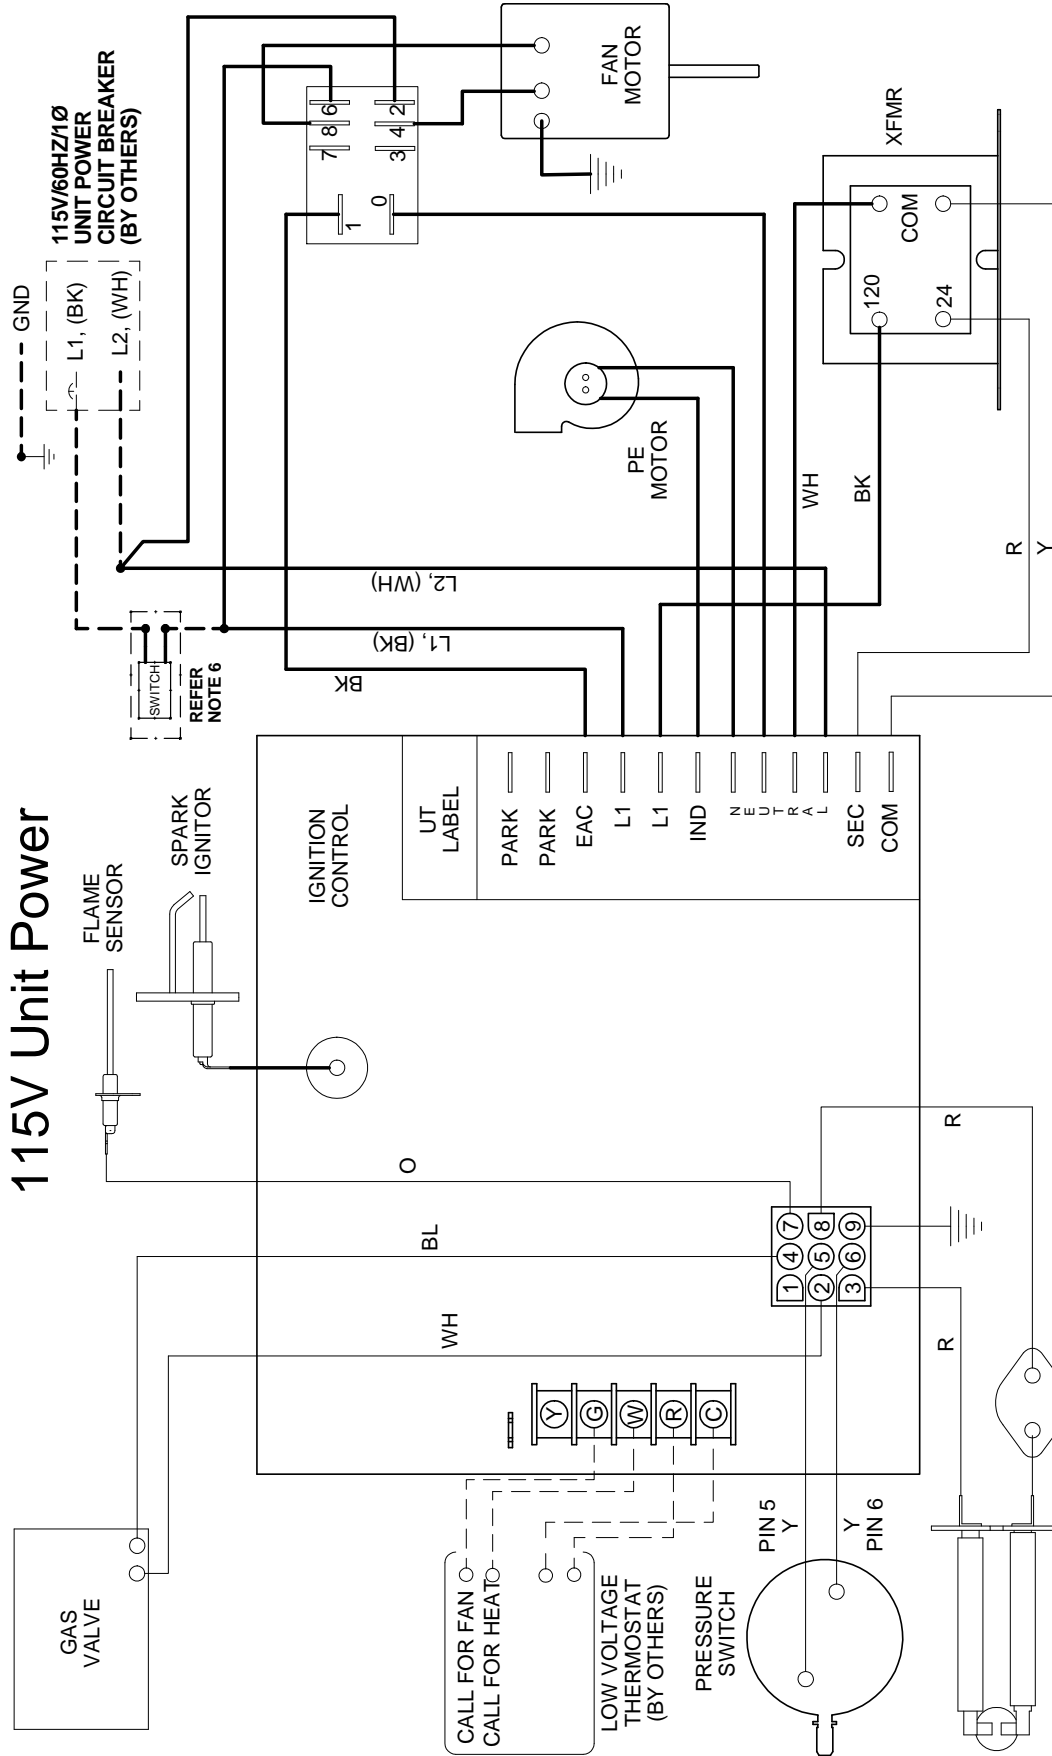 115V Unit Power
GAS
VALVE
FLAME
SENSOR
SPARK
IGNITOR
SWITCH
REFER
NOTE 6
GND
L1, (BK)
L2, (WH)
115V/60HZ/1Ø
UNIT POWER
CIRCUIT BREAKER
(BY OTHERS)
BL
WH
O
IGNITION
CONTROL
UT
LABEL
PARK
PARK
EAC
L1
L1
IND
N
E
U
T
R
A
L
SEC
COM
BK
L1, (BK)
L2, (WH)
1
0
7
8
6
3
4
2
FAN
MOTOR
PE
MOTOR
WH
BK
XFMR
120
COM
24
R
Y
CALL FOR FAN
CALL FOR HEAT
LOW VOLTAGE
THERMOSTAT
(BY OTHERS)
Y
G
W
R
C
1
4
7
2
5
8
3
6
9
PRESSURE
SWITCH
PIN 5
Y
Y
PIN 6
R
R